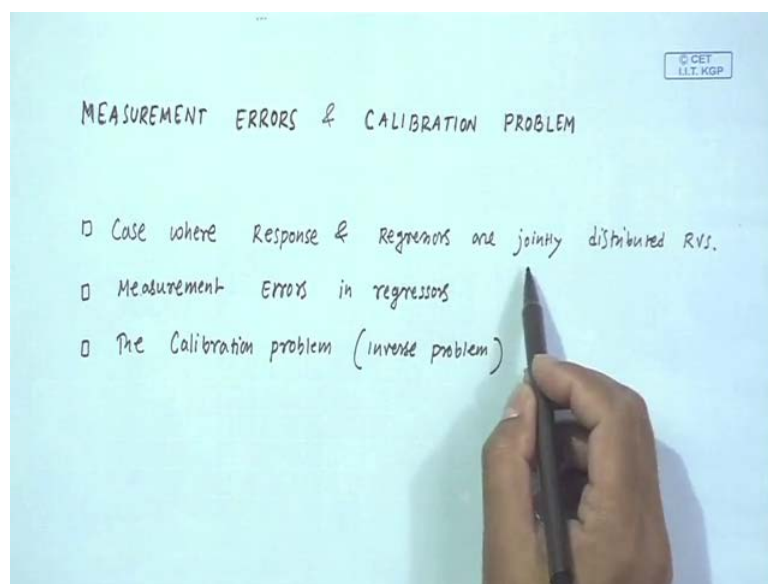 © CET
I.I.T. KGP
MEASUREMENT ERRORS & CALIBRATION PROBLEM
Case where Response & Regressors are jointly distributed RVs.
Measurement Errors in regressors
The Calibration problem (inverse problem)